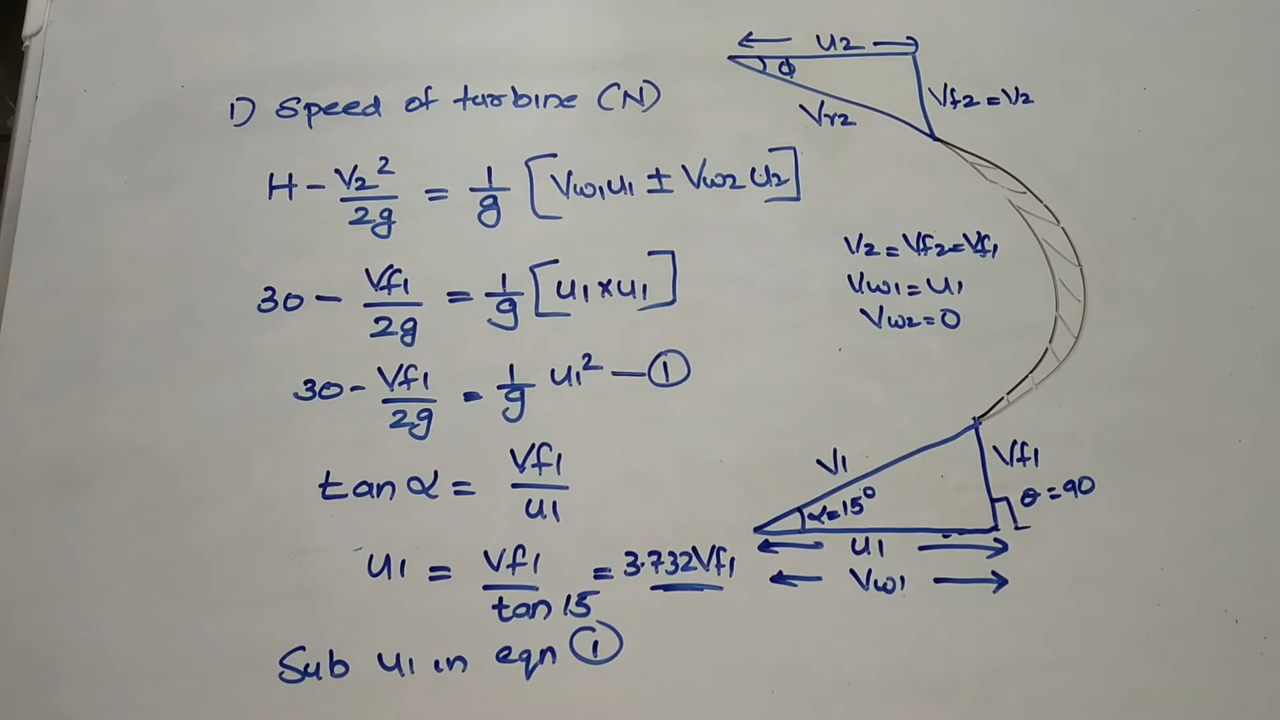 1) Speed of turbine (N)
H - V2²/2g = 1/g [Vw1u1 ± Vw2 u2]
30 - Vf1/2g = 1/g [u1 × u1]
30 - Vf1/2g = 1/g u1² — ①
tan α = Vf1/u1
u1 = Vf1/tan 15 = 3.732Vf1
Sub u1 in eqn ①
u2
ϕ
Vr2
Vf2 = V2
V2 = Vf2 = Vf1
Vw1 = u1
Vw2 = 0
V1
Vf1
α=15°
θ = 90
u1
Vw1